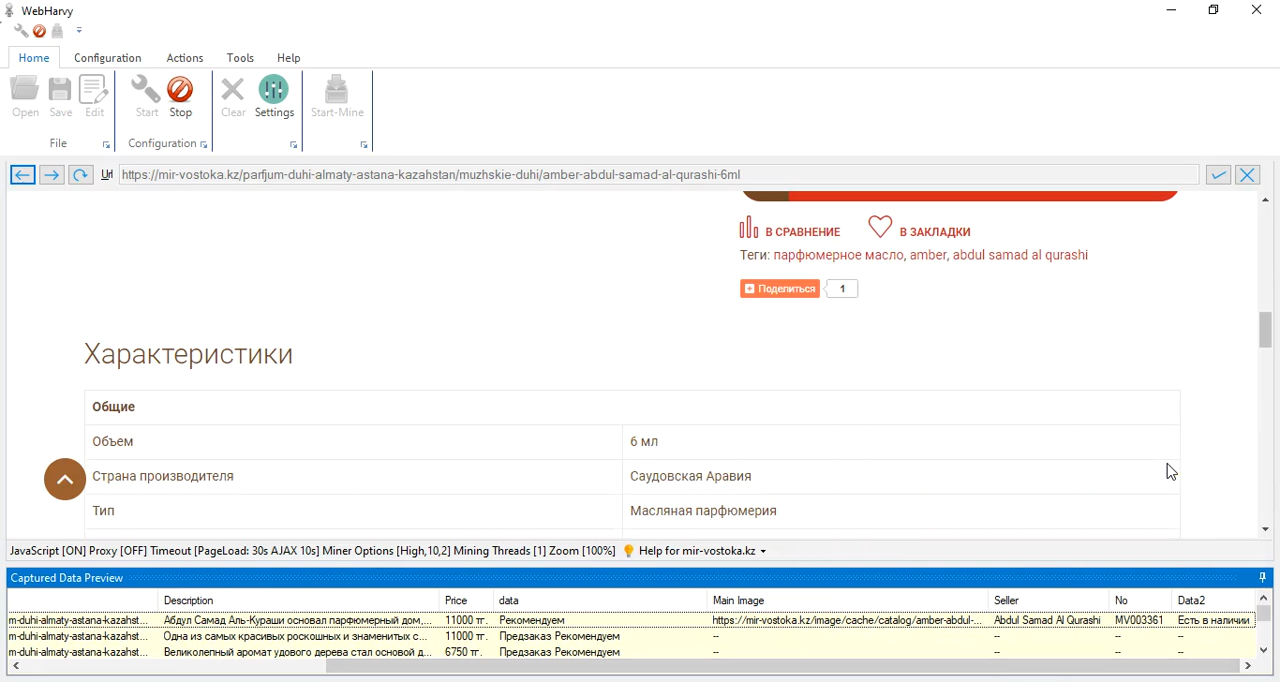 WebHarvy
Home Configuration Actions Tools Help
Open Save Edit Start Stop Clear Settings Start-Mine
File Configuration
Url https://mir-vostoka.kz/parfjum-duhi-almaty-astana-kazahstan/muzhskie-duhi/amber-abdul-samad-al-qurashi-6ml
В СРАВНЕНИЕ В ЗАКЛАДКИ
Теги: парфюмерное масло, amber, abdul samad al qurashi
Поделиться 1
Характеристики
Общие
Объем 6 мл
Страна производителя Саудовская Аравия
Тип Масляная парфюмерия
JavaScript [ON] Proxy [OFF] Timeout [PageLoad: 30s AJAX 10s] Miner Options [High,10,2] Mining Threads [1] Zoom [100%] Help for mir-vostoka.kz
Captured Data Preview
Description Price data Main Image Seller No Data2
m-duhi-almaty-astana-kazahst... Абдул Самад Аль-Кураши основал парфюмерный дом,... 11000 тг. Рекомендуем https://mir-vostoka.kz/image/cache/catalog/amber-abdul-... Abdul Samad Al Qurashi MV003361 Есть в наличии
m-duhi-almaty-astana-kazahst... Одна из самых красивых роскошных и знаменитых с... 11000 тг. Предзаказ Рекомендуем -- -- -- --
m-duhi-almaty-astana-kazahst... Великолепный аромат удового дерева стал основой д... 6750 тг. Предзаказ Рекомендуем -- -- -- --